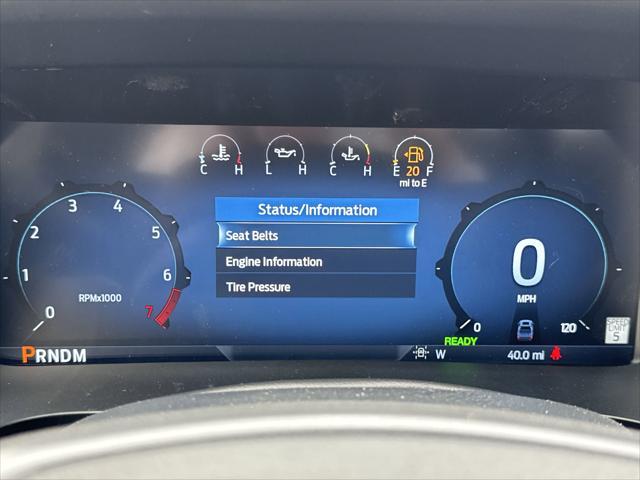 C H L H C H E 20 F
mi to E
Status/Information
Seat Belts
Engine Information
Tire Pressure
0 1 2 3 4 5 6 7
RPMx1000
0
MPH
0 120
READY
SPEED
LIMIT
5
PRNDM
W
40.0 mi